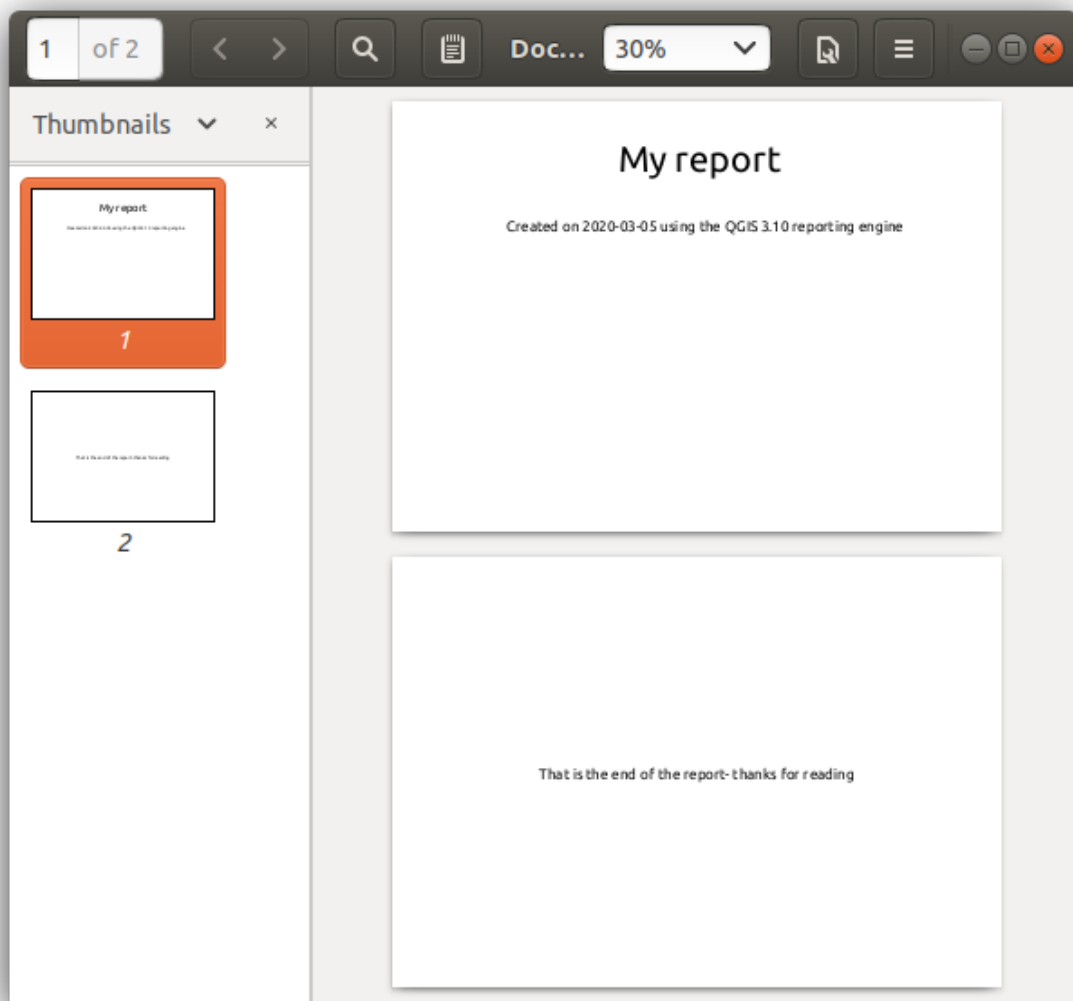 1 of 2 Doc... 30%
Thumbnails
My report
1
2
My report
Created on 2020-03-05 using the QGIS 3.10 reporting engine
That is the end of the report- thanks for reading